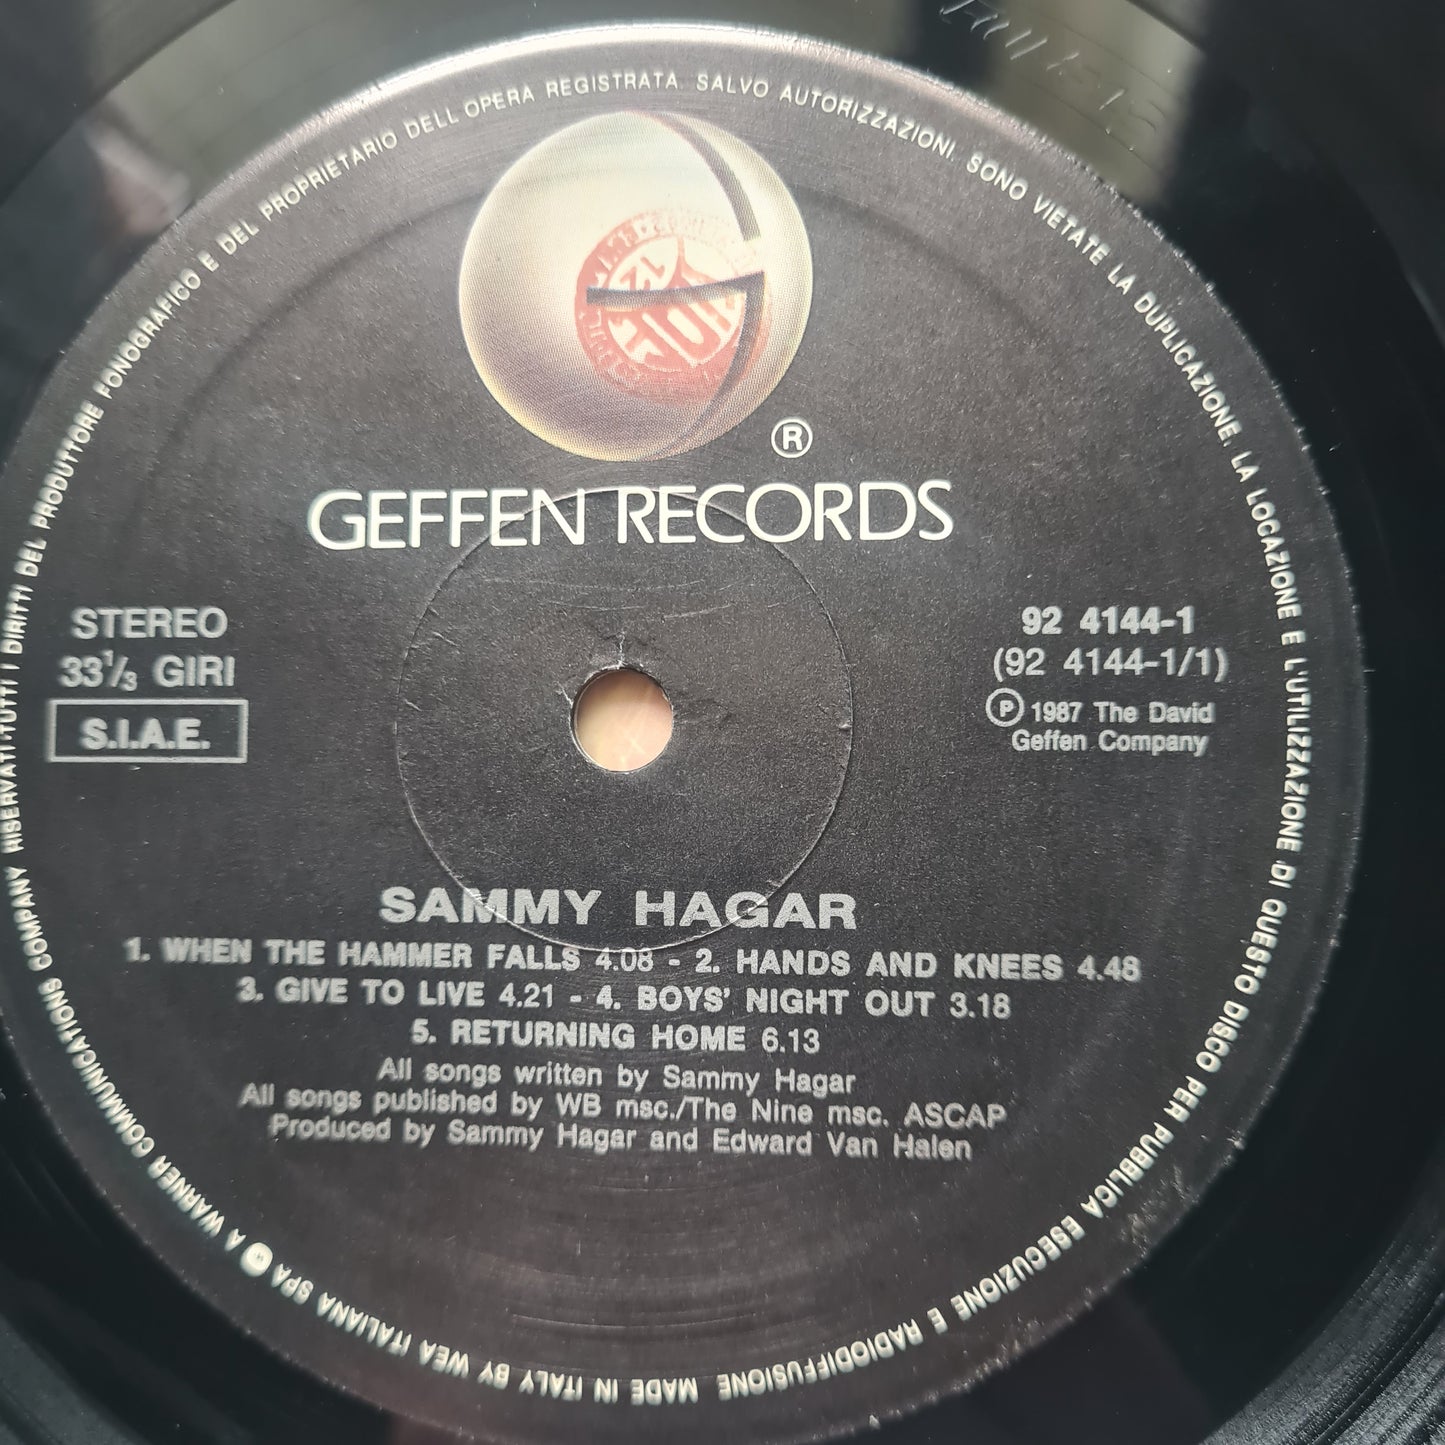 RISERVATI. TUTTI I DIRITTI DEL PRODUTTORE FONOGRAFICO E DEL PROPRIETARIO DELL'OPERA REGISTRATA. SALVO AUTORIZZAZIONI. SONO VIETATE LA DUPLICAZIONE. LA LOCAZIONE E L'UTILIZZAZIONE DI QUESTO DISCO PER PUBBLICA ESECUZIONE E RADIODIFFUSIONE MADE IN ITALY BY WEA ITALIANA SPA A WARNER COMMUNICATIONS COMPANY
®
GEFFEN RECORDS
STEREO
33⅓ GIRI
S.I.A.E.
92 4144-1
(92 4144-1/1)
Ⓟ 1987 The David
Geffen Company
SAMMY HAGAR
1. WHEN THE HAMMER FALLS 4.08 - 2. HANDS AND KNEES 4.48
3. GIVE TO LIVE 4.21 - 4. BOYS' NIGHT OUT 3.18
5. RETURNING HOME 6.13
All songs written by Sammy Hagar
All songs published by WB msc./The Nine msc. ASCAP
Produced by Sammy Hagar and Edward Van Halen